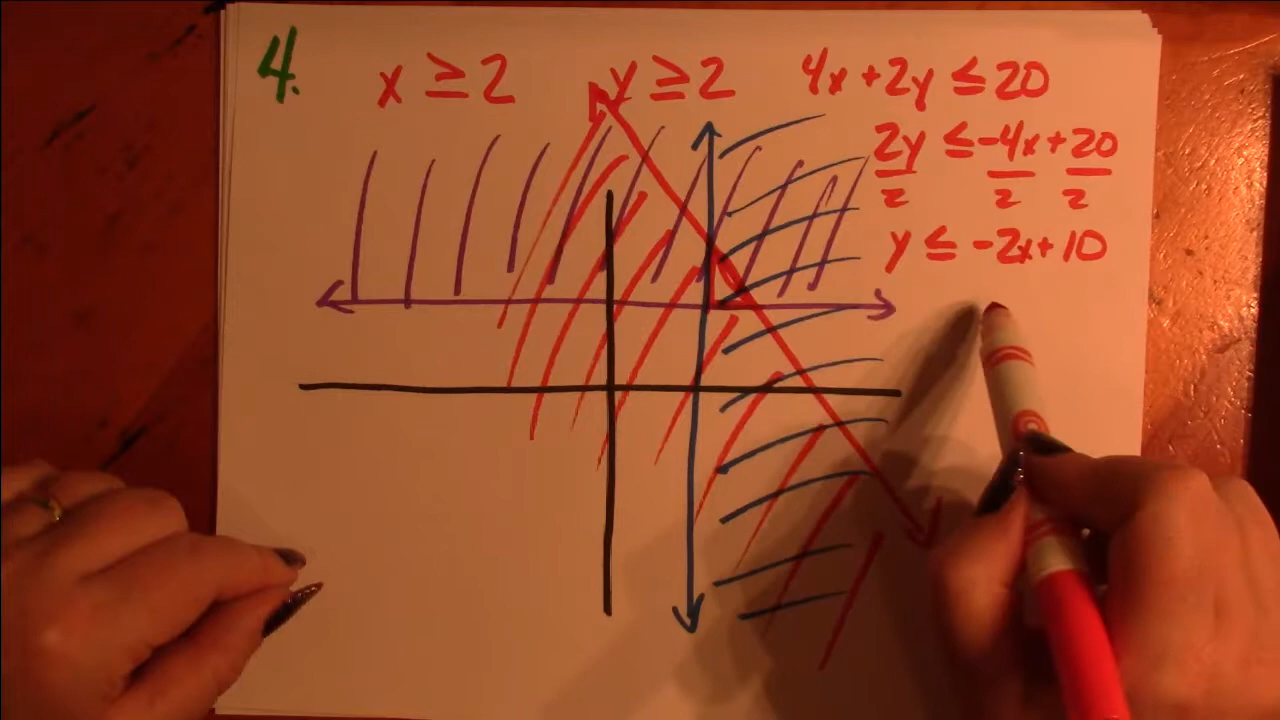 4. x ≥ 2 y ≥ 2 4x + 2y ≤ 20
2y ≤ -4x + 20
2 2 2
y ≤ -2x + 10